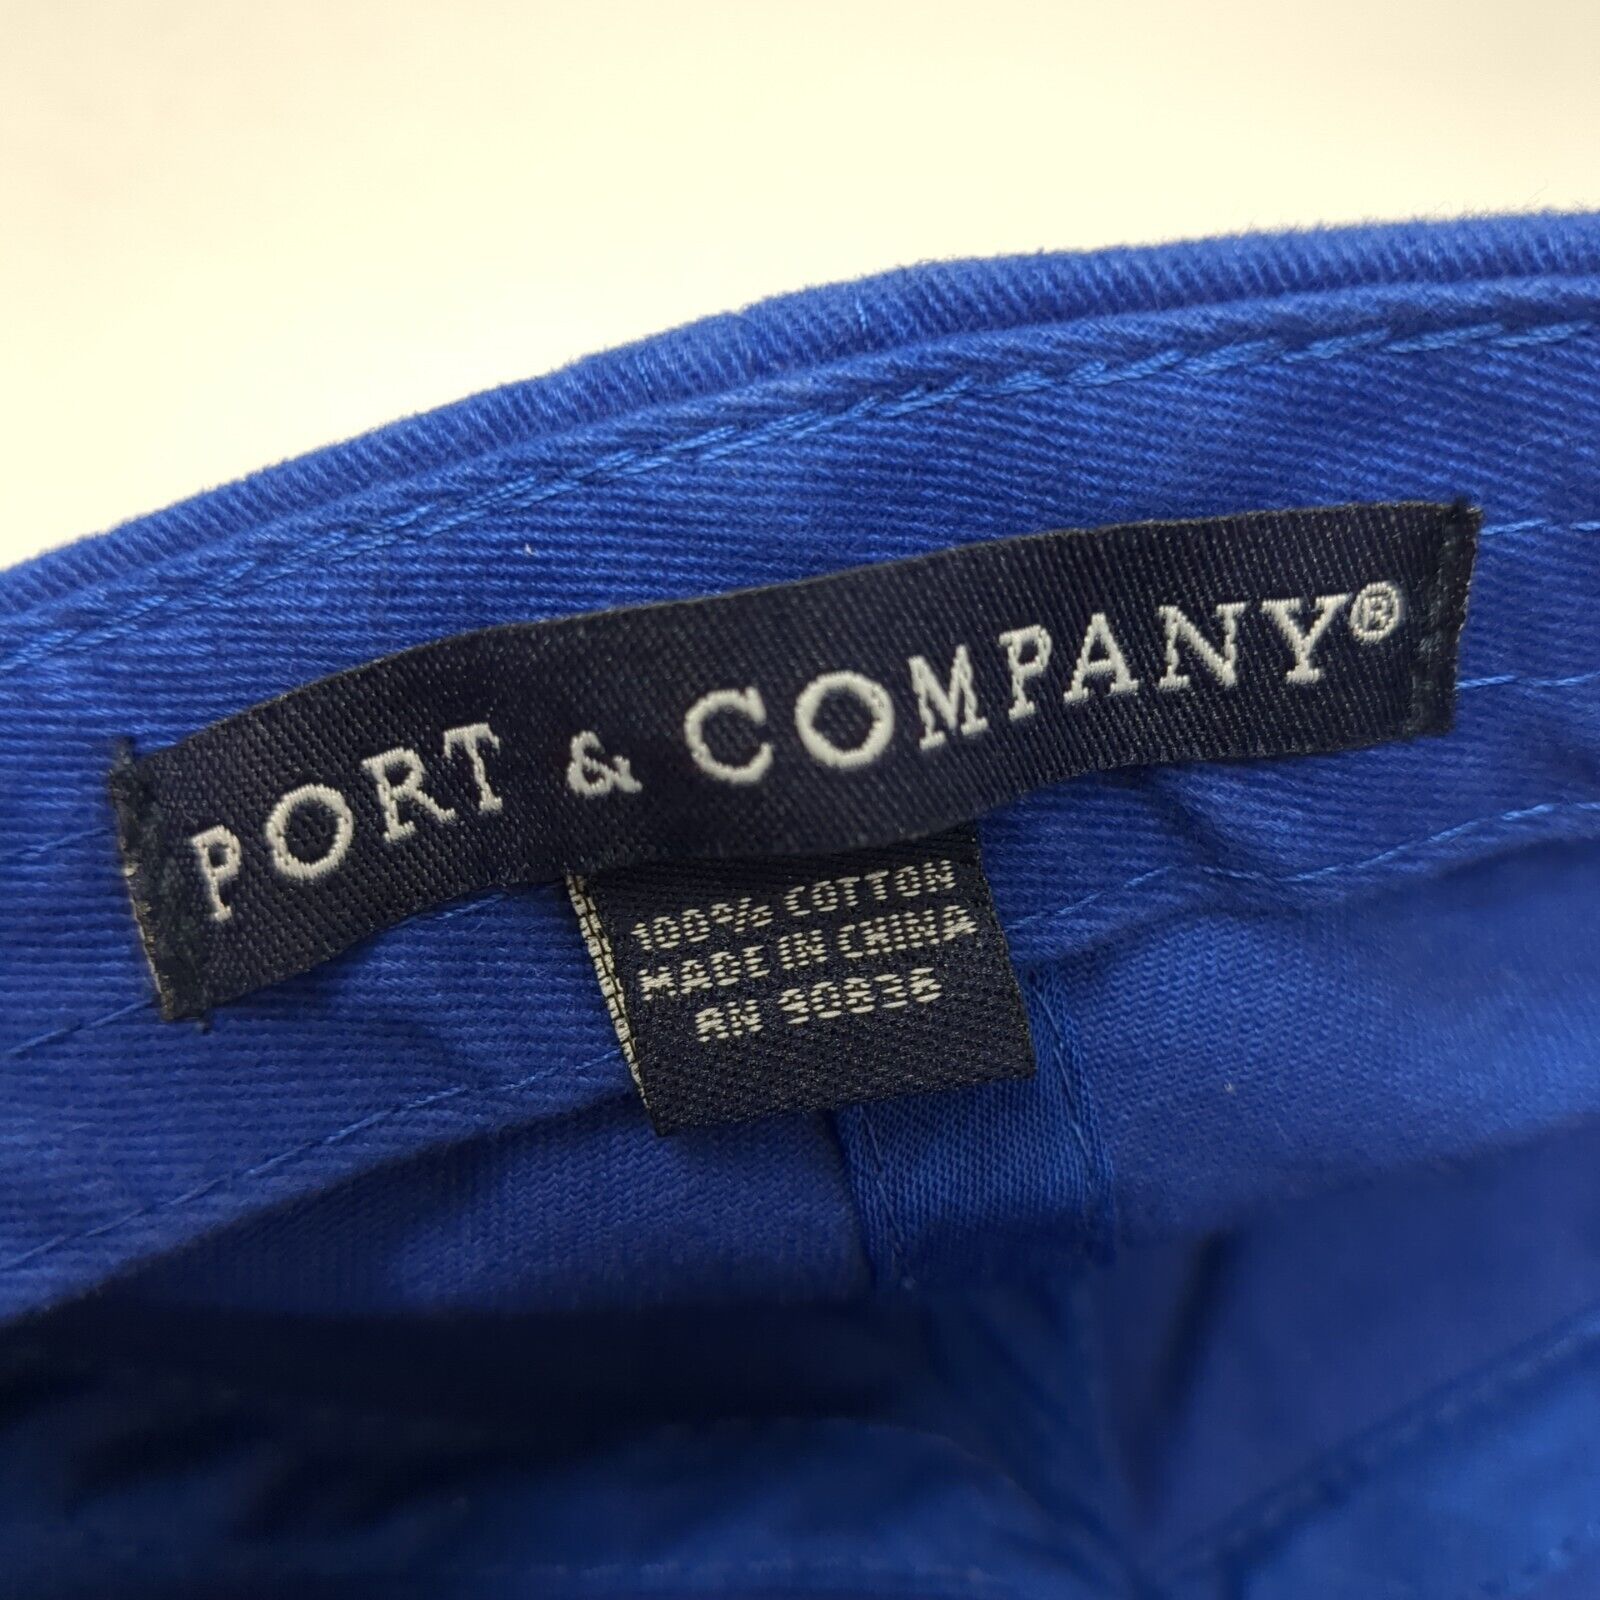 PORT & COMPANY®
100% COTTON
MADE IN CHINA
RN 90836